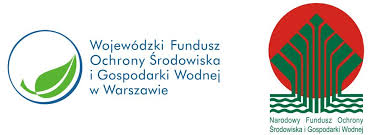 Wojewódzki Fundusz
Ochrony Środowiska
i Gospodarki Wodnej
w Warszawie
Narodowy Fundusz Ochrony
Środowiska i Gospodarki Wodnej